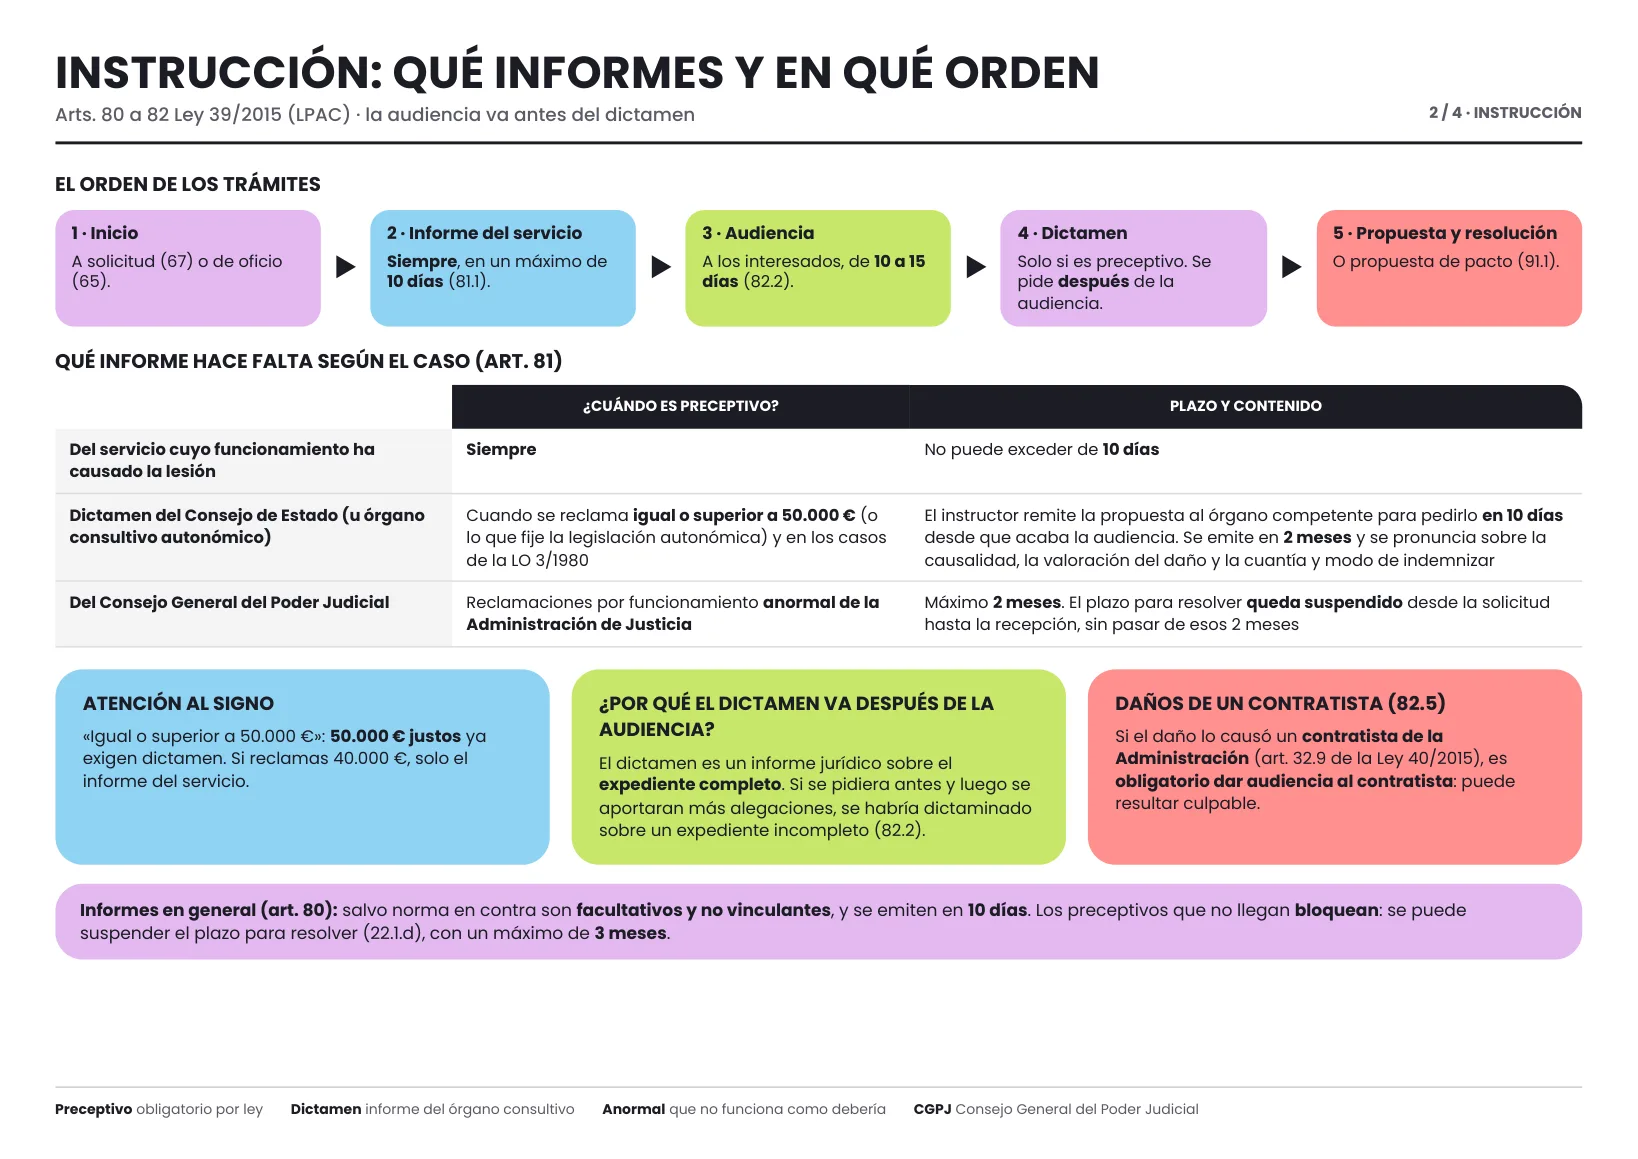 INSTRUCCIÓN: QUÉ INFORMES Y EN QUÉ ORDEN
Arts. 80 a 82 Ley 39/2015 (LPAC) · la audiencia va antes del dictamen
2 / 4 · INSTRUCCIÓN
EL ORDEN DE LOS TRÁMITES
1 · Inicio
A solicitud (67) o de oficio
(65).
2 · Informe del servicio
Siempre, en un máximo de
10 días (81.1).
3 · Audiencia
A los interesados, de 10 a 15
días (82.2).
4 · Dictamen
Solo si es preceptivo. Se
pide después de la
audiencia.
5 · Propuesta y resolución
O propuesta de pacto (91.1).
QUÉ INFORME HACE FALTA SEGÚN EL CASO (ART. 81)
¿CUÁNDO ES PRECEPTIVO?
PLAZO Y CONTENIDO
Del servicio cuyo funcionamiento ha
causado la lesión
Siempre
No puede exceder de 10 días
Dictamen del Consejo de Estado (u órgano
consultivo autonómico)
Cuando se reclama igual o superior a 50.000 € (o
lo que fije la legislación autonómica) y en los casos
de la LO 3/1980
El instructor remite la propuesta al órgano competente para pedirlo en 10 días
desde que acaba la audiencia. Se emite en 2 meses y se pronuncia sobre la
causalidad, la valoración del daño y la cuantía y modo de indemnizar
Del Consejo General del Poder Judicial
Reclamaciones por funcionamiento anormal de la
Administración de Justicia
Máximo 2 meses. El plazo para resolver queda suspendido desde la solicitud
hasta la recepción, sin pasar de esos 2 meses
ATENCIÓN AL SIGNO
«Igual o superior a 50.000 €»: 50.000 € justos ya
exigen dictamen. Si reclamas 40.000 €, solo el
informe del servicio.
¿POR QUÉ EL DICTAMEN VA DESPUÉS DE LA
AUDIENCIA?
El dictamen es un informe jurídico sobre el
expediente completo. Si se pidiera antes y luego se
aportaran más alegaciones, se habría dictaminado
sobre un expediente incompleto (82.2).
DAÑOS DE UN CONTRATISTA (82.5)
Si el daño lo causó un contratista de la
Administración (art. 32.9 de la Ley 40/2015), es
obligatorio dar audiencia al contratista: puede
resultar culpable.
Informes en general (art. 80): salvo norma en contra son facultativos y no vinculantes, y se emiten en 10 días. Los preceptivos que no llegan bloquean: se puede
suspender el plazo para resolver (22.1.d), con un máximo de 3 meses.
Preceptivo obligatorio por ley Dictamen informe del órgano consultivo Anormal que no funciona como debería CGPJ Consejo General del Poder Judicial